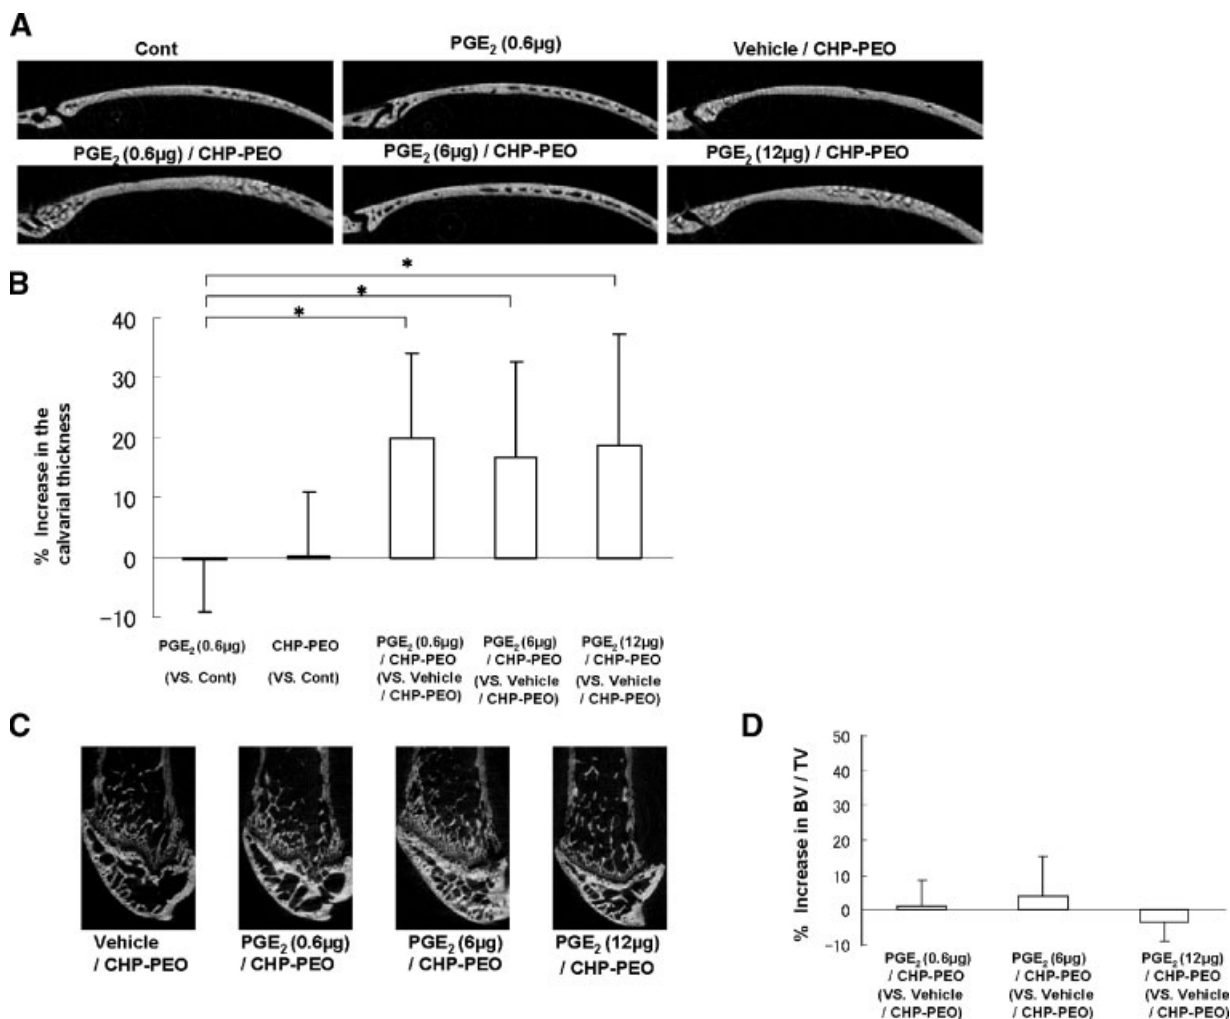 A
Cont
PGE₂ (0.6µg)
Vehicle / CHP-PEO
PGE₂ (0.6µg) / CHP-PEO
PGE₂ (6µg) / CHP-PEO
PGE₂ (12µg) / CHP-PEO
B
*
*
*
% Increase in the
calvarial thickness
40
30
20
10
0
−10
PGE₂ (0.6µg)
(VS. Cont)
CHP-PEO
(VS. Cont)
PGE₂ (0.6µg)
/ CHP-PEO
(VS. Vehicle
/ CHP-PEO)
PGE₂ (6µg)
/ CHP-PEO
(VS. Vehicle
/ CHP-PEO)
PGE₂ (12µg)
/ CHP-PEO
(VS. Vehicle
/ CHP-PEO)
C
Vehicle
/ CHP-PEO
PGE₂ (0.6µg)
/ CHP-PEO
PGE₂ (6µg)
/ CHP-PEO
PGE₂ (12µg)
/ CHP-PEO
D
% Increase in BV / TV
50
40
30
20
10
0
-10
PGE₂ (0.6µg)
/ CHP-PEO
(VS. Vehicle
/ CHP-PEO)
PGE₂ (6µg)
/ CHP-PEO
(VS. Vehicle
/ CHP-PEO)
PGE₂ (12µg)
/ CHP-PEO
(VS. Vehicle
/ CHP-PEO)